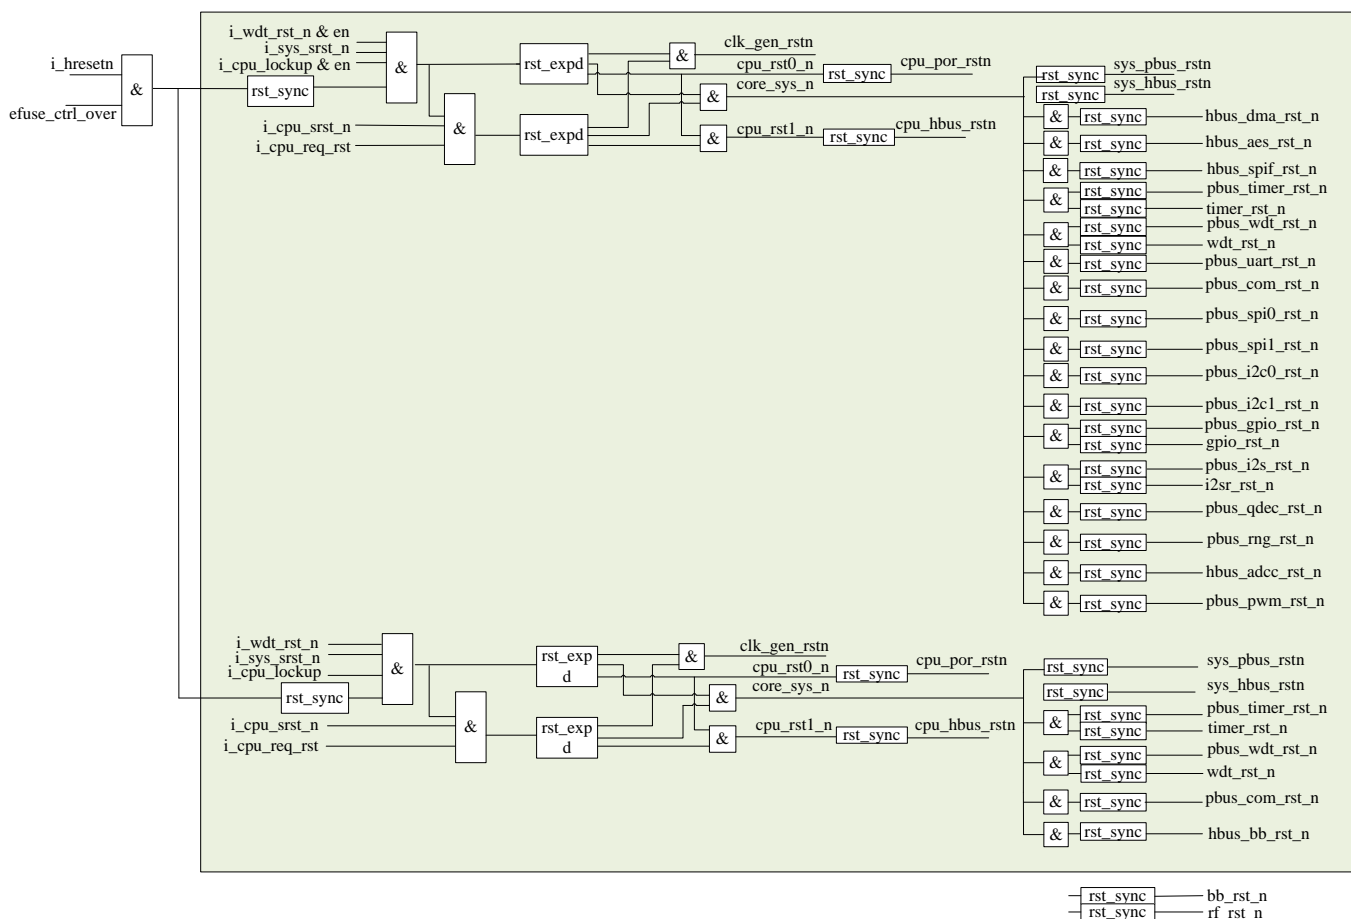 i_hresetn
&
efuse_ctrl_over
i_wdt_rst_n & en
i_sys_srst_n
i_cpu_lockup & en
rst_sync
&
i_cpu_srst_n
i_cpu_req_rst
&
rst_expd
rst_expd
&
clk_gen_rstn
cpu_rst0_n
rst_sync
cpu_por_rstn
&
core_sys_n
&
cpu_rst1_n
rst_sync
cpu_hbus_rstn
rst_sync
sys_pbus_rstn
rst_sync
sys_hbus_rstn
& rst_sync hbus_dma_rst_n
& rst_sync hbus_aes_rst_n
& rst_sync hbus_spif_rst_n
& rst_sync pbus_timer_rst_n
rst_sync timer_rst_n
& rst_sync pbus_wdt_rst_n
rst_sync wdt_rst_n
& rst_sync pbus_uart_rst_n
& rst_sync pbus_com_rst_n
& rst_sync pbus_spi0_rst_n
& rst_sync pbus_spi1_rst_n
& rst_sync pbus_i2c0_rst_n
& rst_sync pbus_i2c1_rst_n
& rst_sync pbus_gpio_rst_n
rst_sync gpio_rst_n
& rst_sync pbus_i2s_rst_n
rst_sync i2sr_rst_n
& rst_sync pbus_qdec_rst_n
& rst_sync pbus_rng_rst_n
& rst_sync hbus_adcc_rst_n
& rst_sync pbus_pwm_rst_n
i_wdt_rst_n
i_sys_srst_n
i_cpu_lockup
rst_sync
&
i_cpu_srst_n
i_cpu_req_rst
&
rst_exp
d
rst_exp
d
&
clk_gen_rstn
cpu_rst0_n
rst_sync
cpu_por_rstn
&
core_sys_n
&
cpu_rst1_n
rst_sync
cpu_hbus_rstn
rst_sync sys_pbus_rstn
rst_sync sys_hbus_rstn
& rst_sync pbus_timer_rst_n
rst_sync timer_rst_n
& rst_sync pbus_wdt_rst_n
rst_sync wdt_rst_n
& rst_sync pbus_com_rst_n
& rst_sync hbus_bb_rst_n
rst_sync bb_rst_n
rst_sync rf_rst_n